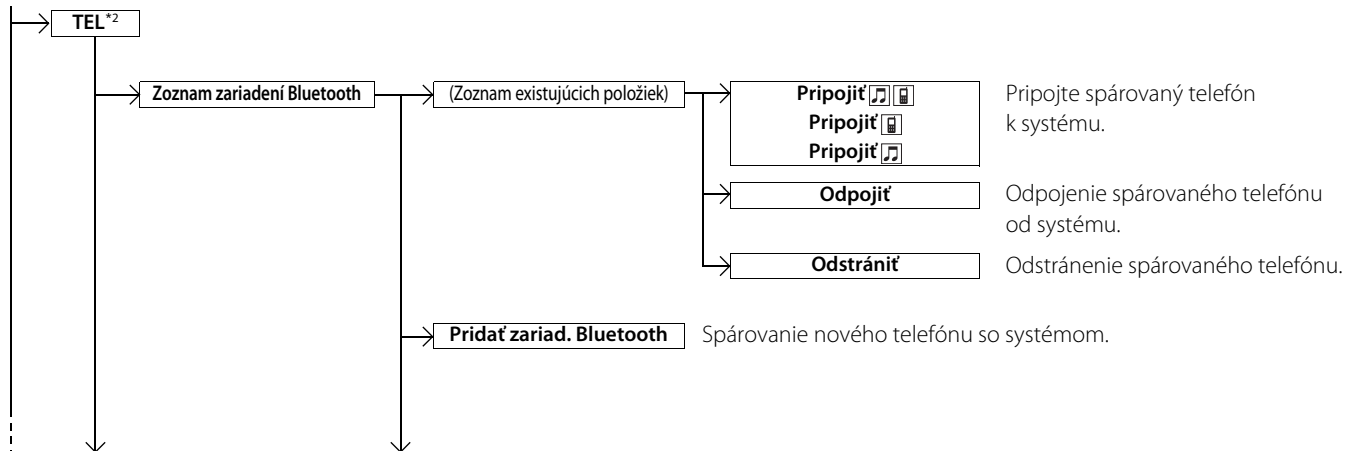 TEL*2
Zoznam zariadení Bluetooth
(Zoznam existujúcich položiek)
Pripojiť
Pripojiť
Pripojiť
Pripojte spárovaný telefón
k systému.
Odpojiť
Odpojenie spárovaného telefónu
od systému.
Odstrániť
Odstránenie spárovaného telefónu.
Pridať zariad. Bluetooth
Spárovanie nového telefónu so systémom.